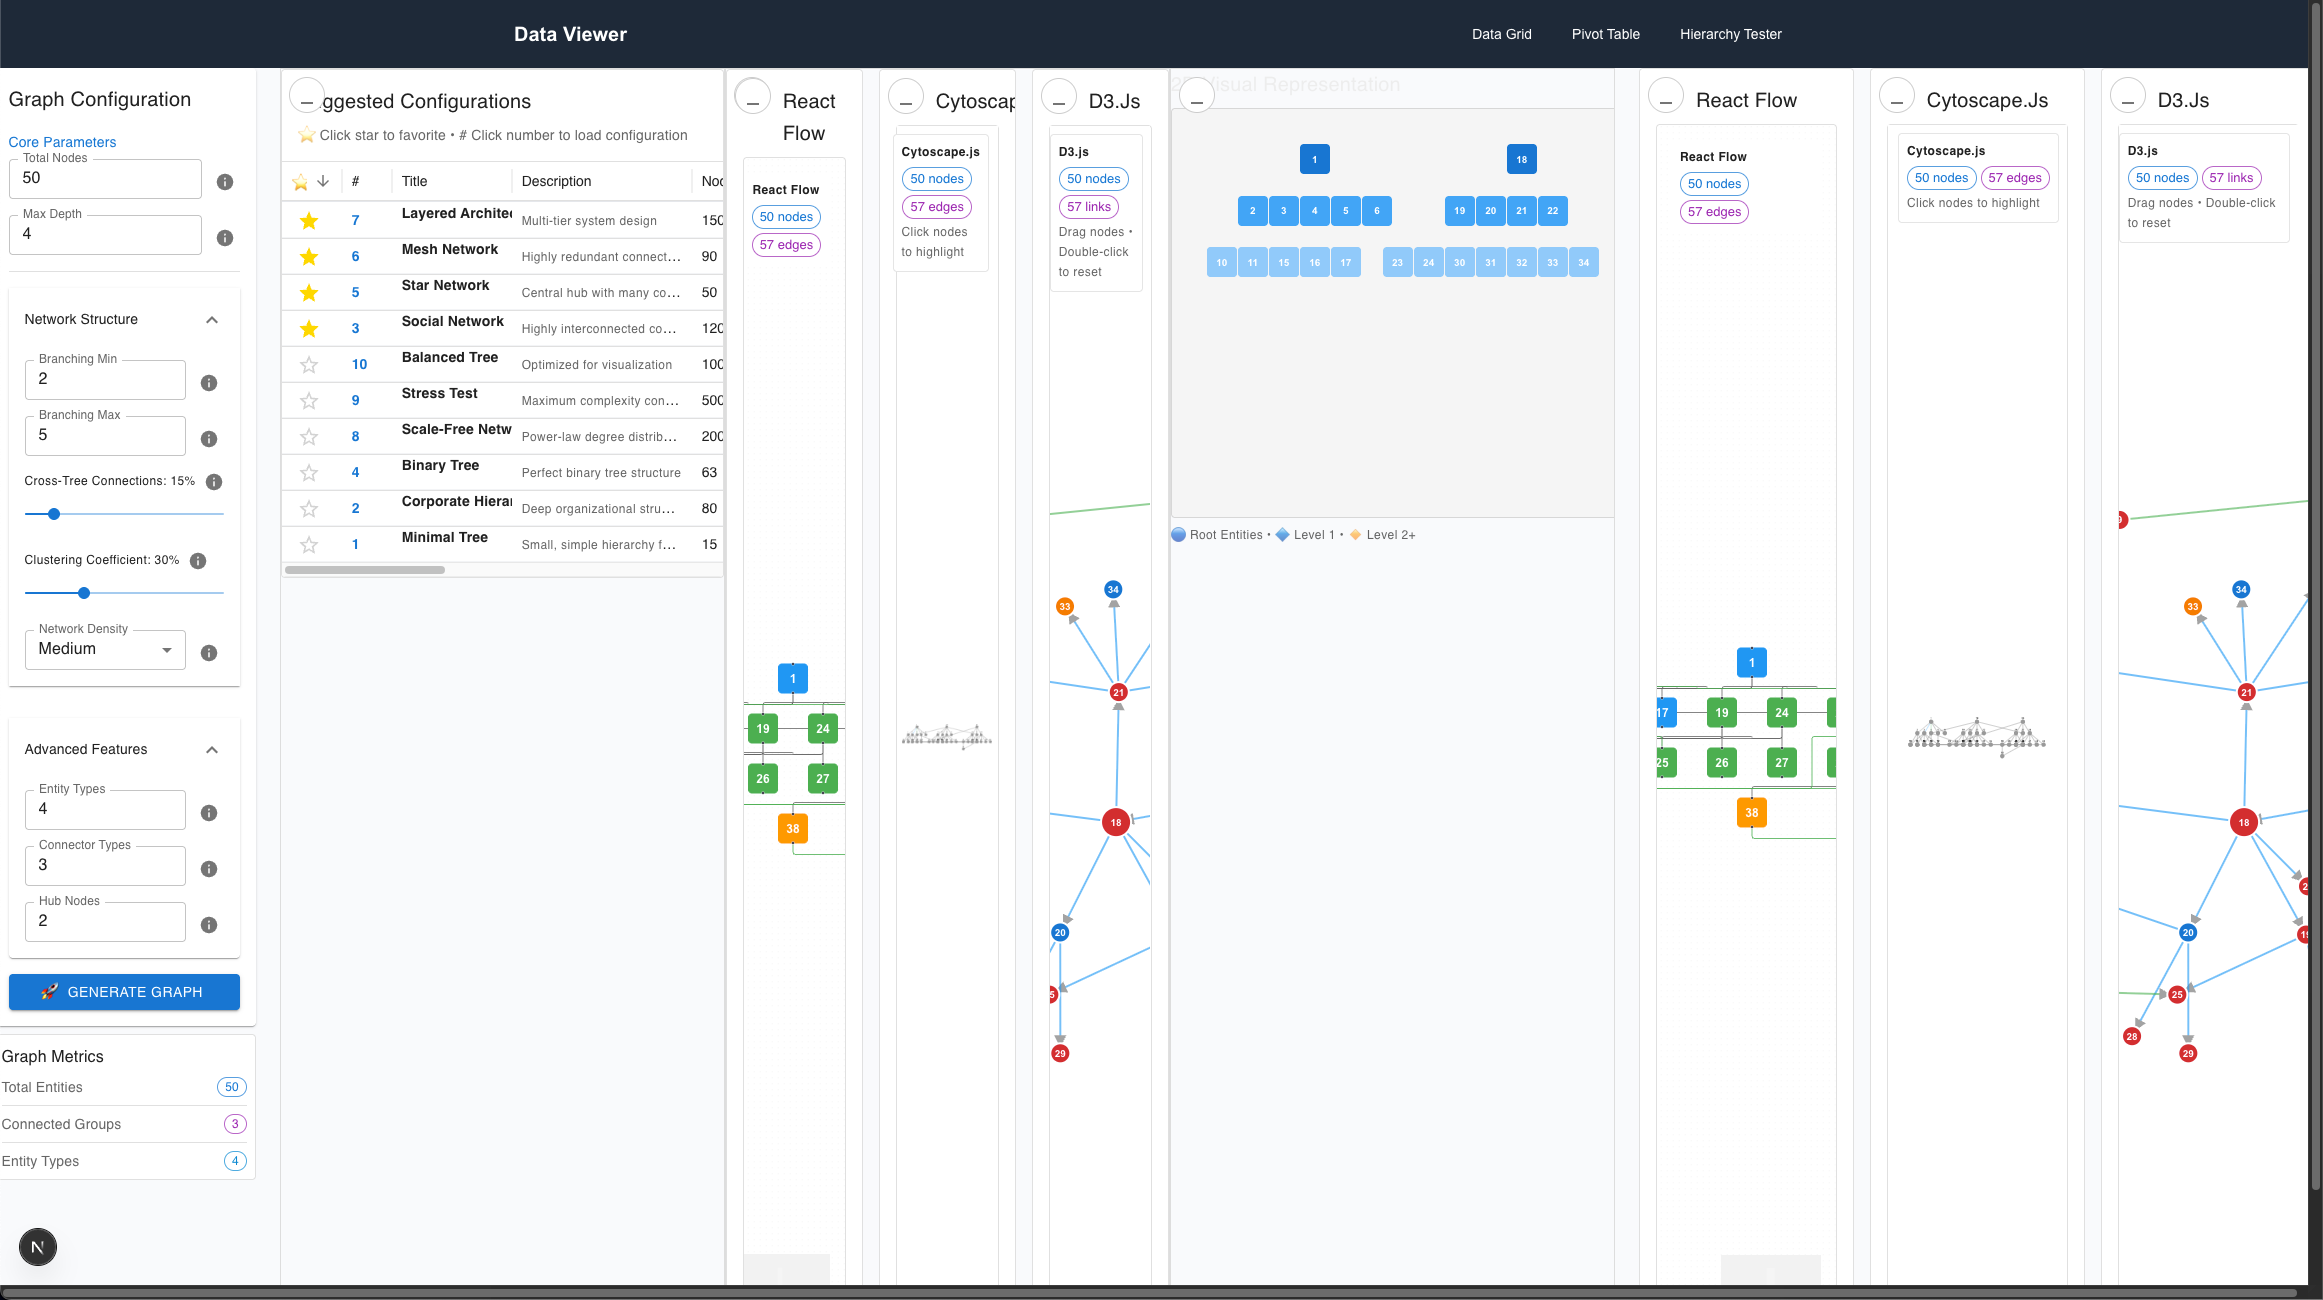 Data Viewer
Data Grid
Pivot Table
Hierarchy Tester
Graph Configuration
Core Parameters
Total Nodes
50
Max Depth
4
Network Structure
Branching Min
2
Branching Max
5
Cross-Tree Connections: 15%
Clustering Coefficient: 30%
Network Density
Medium
Advanced Features
Entity Types
4
Connector Types
3
Hub Nodes
2
🚀 GENERATE GRAPH
Graph Metrics
Total Entities 50
Connected Groups 3
Entity Types 4
N
ggested Configurations
⭐ Click star to favorite • # Click number to load configuration
⭐ ↓ # Title Description Noc
7 Layered Architec Multi-tier system design 150
6 Mesh Network Highly redundant connect… 90
5 Star Network Central hub with many co… 50
3 Social Network Highly interconnected co… 120
10 Balanced Tree Optimized for visualization 100
9 Stress Test Maximum complexity con… 500
8 Scale-Free Netw Power-law degree distrib… 200
4 Binary Tree Perfect binary tree structure 63
2 Corporate Hierar Deep organizational stru… 80
1 Minimal Tree Small, simple hierarchy f… 15
React
Flow
React Flow
50 nodes
57 edges
1
19 24
26 27
38
Cytoscap
Cytoscape.js
50 nodes
57 edges
Click nodes
to highlight
D3.Js
D3.js
50 nodes
57 links
Drag nodes •
Double-click
to reset
34
33
21
18
20
5
29
2D Visual Representation
1 18
2 3 4 5 6 19 20 21 22
10 11 15 16 17 23 24 30 31 32 33 34
Root Entities • Level 1 • Level 2+
React Flow
React Flow
50 nodes
57 edges
1
17 19 24
25 26 27
38
Cytoscape.Js
Cytoscape.js
50 nodes 57 edges
Click nodes to highlight
D3.Js
D3.js
50 nodes 57 links
Drag nodes • Double-click
to reset
34
33
21
18
2
20
19
25
28
29